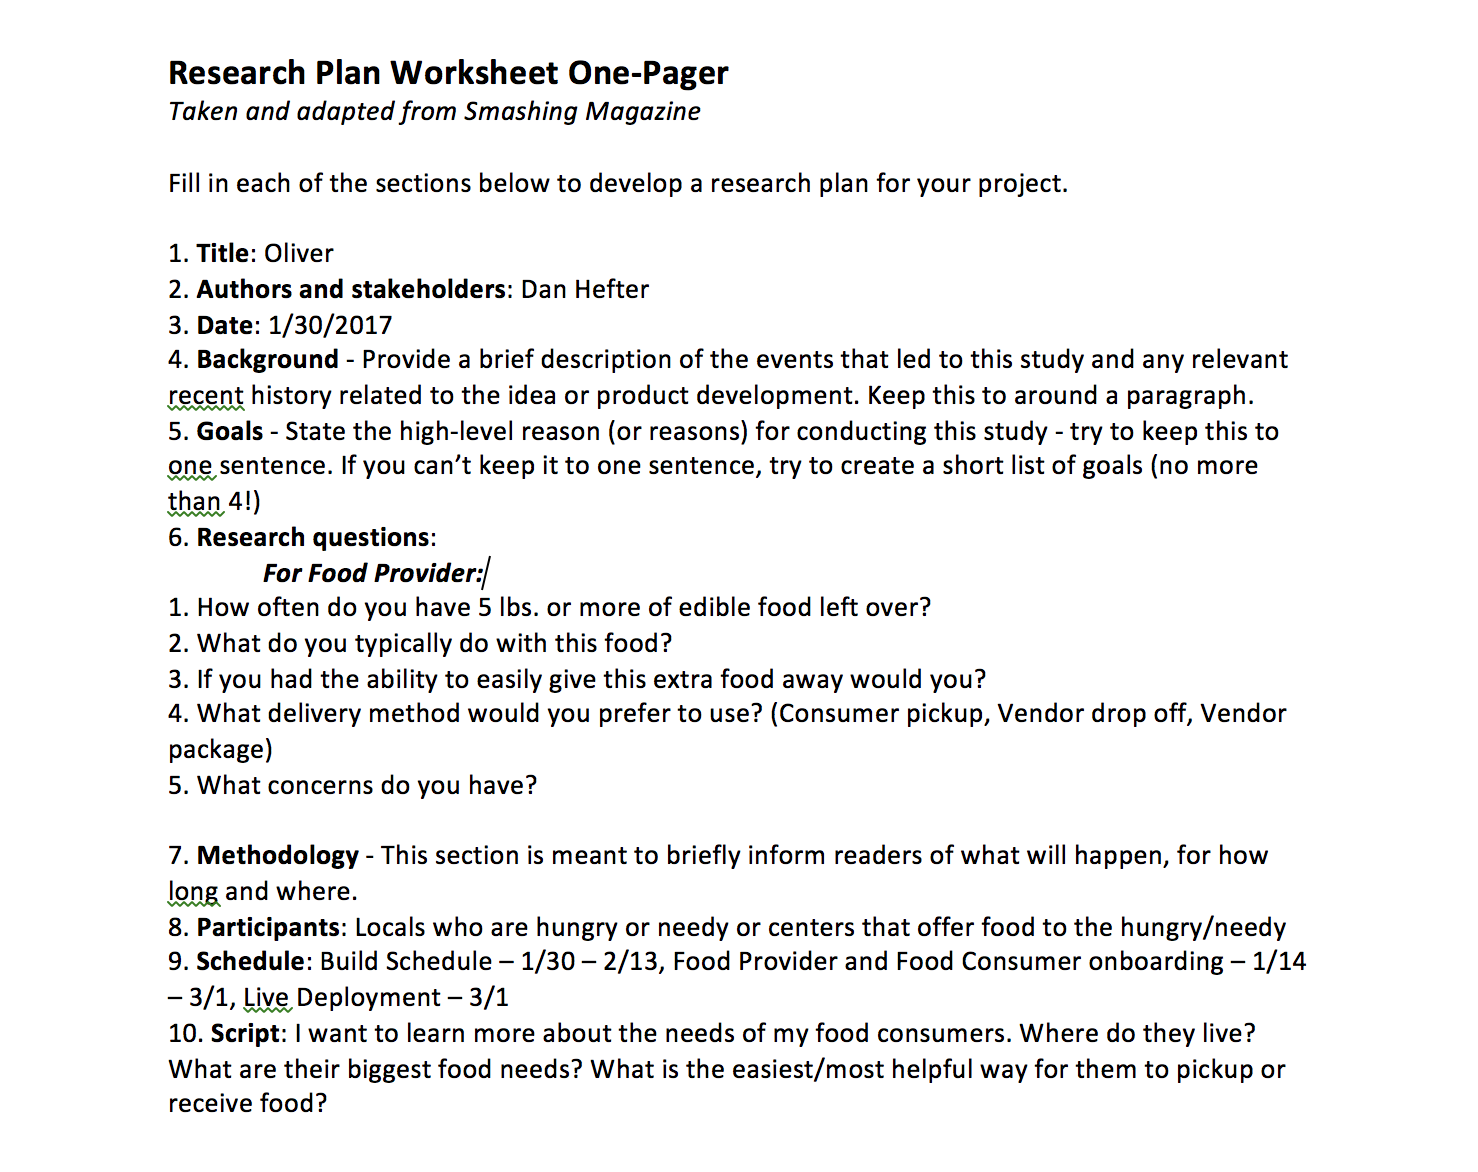 Research Plan Worksheet One-Pager
Taken and adapted from Smashing Magazine
Fill in each of the sections below to develop a research plan for your project.
1. Title: Oliver
2. Authors and stakeholders: Dan Hefter
3. Date: 1/30/2017
4. Background - Provide a brief description of the events that led to this study and any relevant
recent history related to the idea or product development. Keep this to around a paragraph.
5. Goals - State the high-level reason (or reasons) for conducting this study - try to keep this to
one sentence. If you can’t keep it to one sentence, try to create a short list of goals (no more
than 4!)
6. Research questions:
For Food Provider:
1. How often do you have 5 lbs. or more of edible food left over?
2. What do you typically do with this food?
3. If you had the ability to easily give this extra food away would you?
4. What delivery method would you prefer to use? (Consumer pickup, Vendor drop off, Vendor
package)
5. What concerns do you have?
7. Methodology - This section is meant to briefly inform readers of what will happen, for how
long and where.
8. Participants: Locals who are hungry or needy or centers that offer food to the hungry/needy
9. Schedule: Build Schedule – 1/30 – 2/13, Food Provider and Food Consumer onboarding – 1/14
– 3/1, Live Deployment – 3/1
10. Script: I want to learn more about the needs of my food consumers. Where do they live?
What are their biggest food needs? What is the easiest/most helpful way for them to pickup or
receive food?